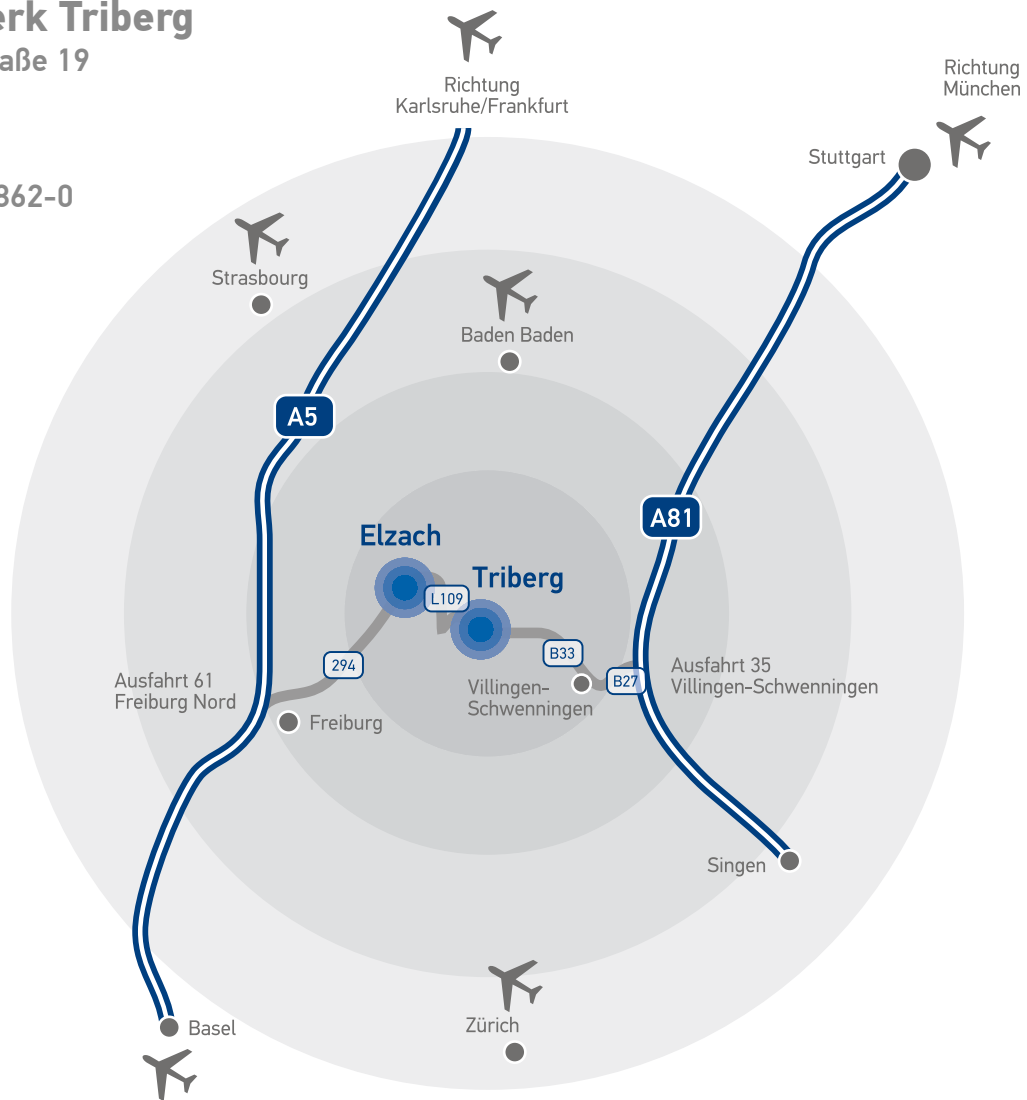 erk Triberg
aße 19
862-0
Richtung
Karlsruhe/Frankfurt
Richtung
München
Stuttgart
Strasbourg
Baden Baden
A5
A81
Elzach
Triberg
L109
B33
294
B27
Ausfahrt 61
Freiburg Nord
Ausfahrt 35
Villingen-Schwenningen
Villingen-
Schwenningen
Freiburg
Singen
Zürich
Basel